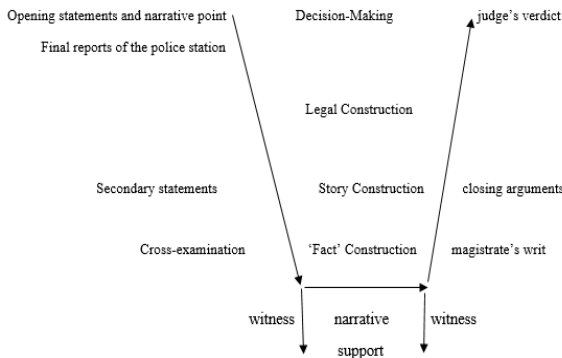 Opening statements and narrative point Decision-Making judge's verdict
Final reports of the police station
Legal Construction
Secondary statements Story Construction closing arguments
Cross-examination 'Fact' Construction magistrate's writ
witness narrative witness
support